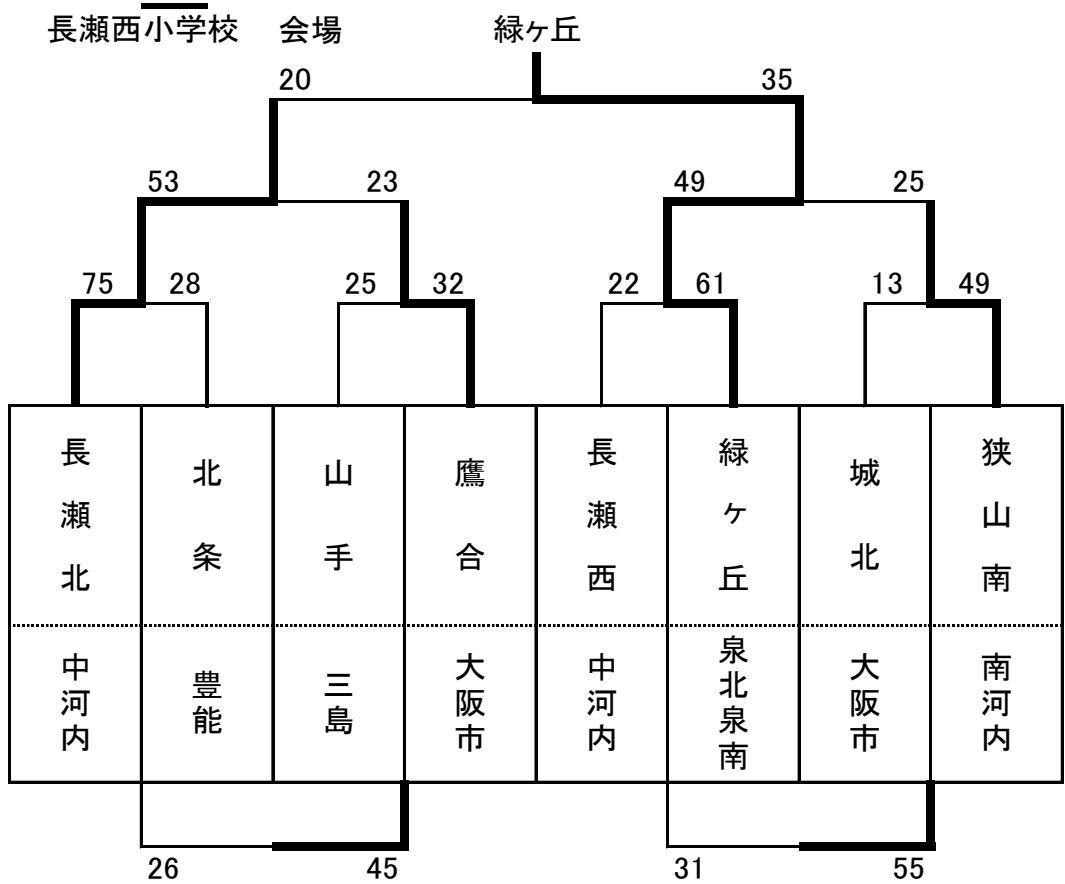 長瀬西小学校 会場 緑ヶ丘
20 35
53 23 49 25
75 28 25 32 22 61 13 49
長瀬北 北条 山手 鷹合 長瀬西 緑ケ丘 城北 狭山南
中河内 豊能 三島 大阪市 中河内 泉北泉南 大阪市 南河内
26 45 31 55